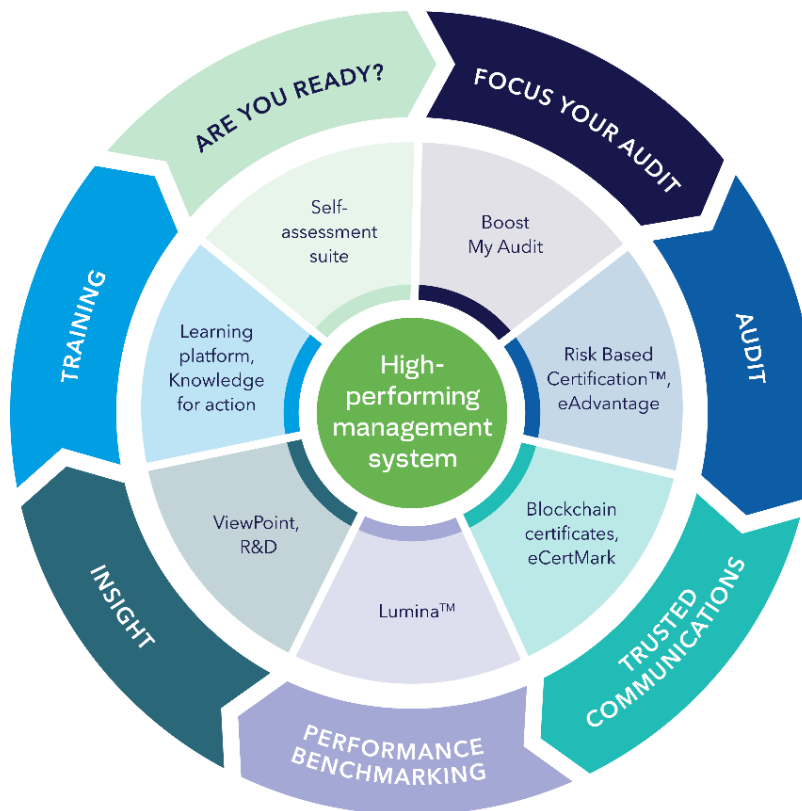 ARE YOU READY?
FOCUS YOUR AUDIT
AUDIT
TRUSTED
COMMUNICATIONS
PERFORMANCE
BENCHMARKING
INSIGHT
TRAINING
Self-
assessment
suite
Boost
My Audit
Risk Based
Certification™,
eAdvantage
Blockchain
certificates,
eCertMark
Lumina™
ViewPoint,
R&D
Learning
platform,
Knowledge
for action
High-
performing
management
system